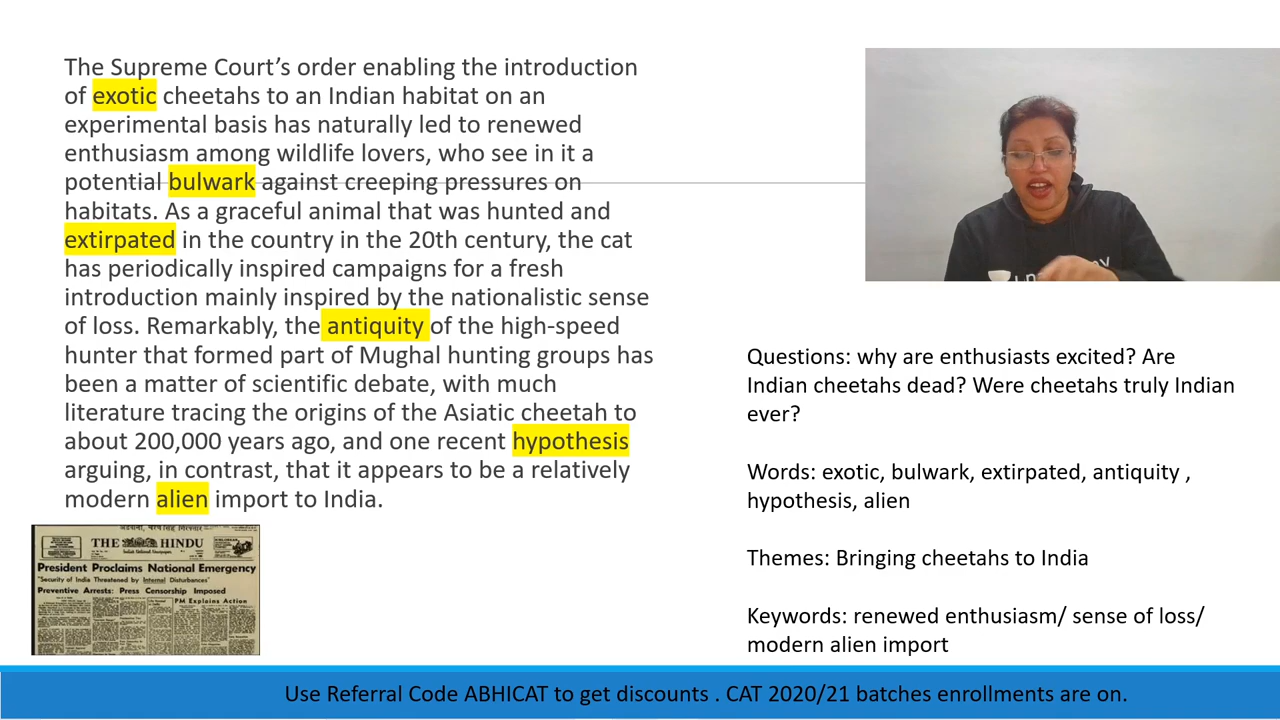 The Supreme Court’s order enabling the introduction
of exotic cheetahs to an Indian habitat on an
experimental basis has naturally led to renewed
enthusiasm among wildlife lovers, who see in it a
potential bulwark against creeping pressures on
habitats. As a graceful animal that was hunted and
extirpated in the country in the 20th century, the cat
has periodically inspired campaigns for a fresh
introduction mainly inspired by the nationalistic sense
of loss. Remarkably, the antiquity of the high-speed
hunter that formed part of Mughal hunting groups has
been a matter of scientific debate, with much
literature tracing the origins of the Asiatic cheetah to
about 200,000 years ago, and one recent hypothesis
arguing, in contrast, that it appears to be a relatively
modern alien import to India.
THE HINDU
India's National Newspaper
President Proclaims National Emergency
"Security of India Threatened by Internal Disturbances"
Preventive Arrests: Press Censorship Imposed
PM Explains Action
Questions: why are enthusiasts excited? Are
Indian cheetahs dead? Were cheetahs truly Indian
ever?
Words: exotic, bulwark, extirpated, antiquity ,
hypothesis, alien
Themes: Bringing cheetahs to India
Keywords: renewed enthusiasm/ sense of loss/
modern alien import
Use Referral Code ABHICAT to get discounts . CAT 2020/21 batches enrollments are on.